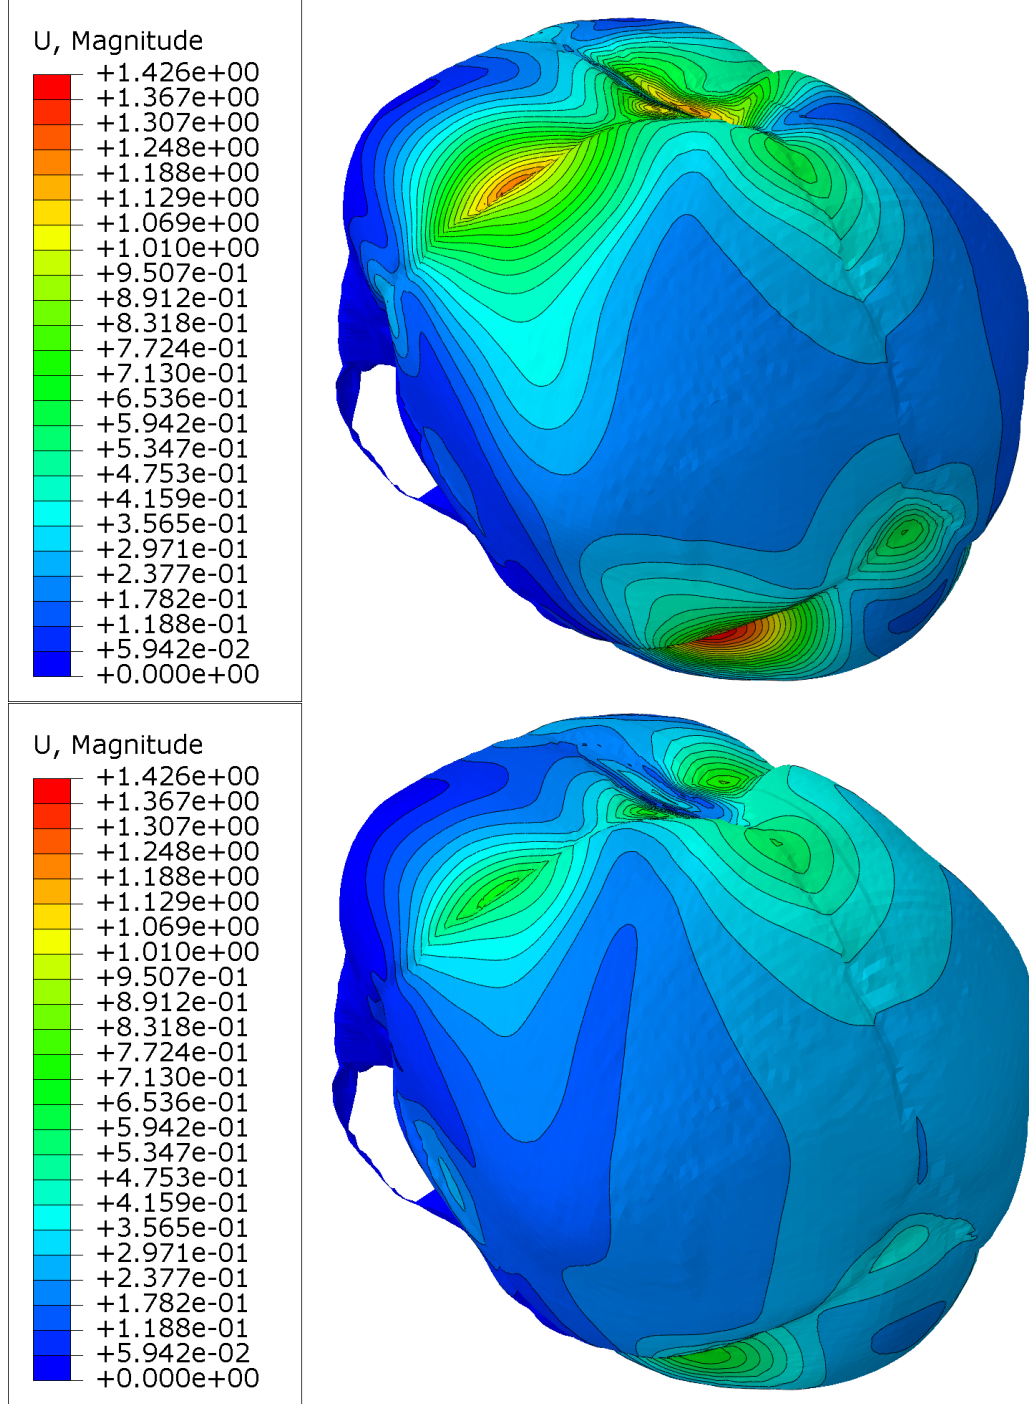 U, Magnitude
+1.426e+00
+1.367e+00
+1.307e+00
+1.248e+00
+1.188e+00
+1.129e+00
+1.069e+00
+1.010e+00
+9.507e-01
+8.912e-01
+8.318e-01
+7.724e-01
+7.130e-01
+6.536e-01
+5.942e-01
+5.347e-01
+4.753e-01
+4.159e-01
+3.565e-01
+2.971e-01
+2.377e-01
+1.782e-01
+1.188e-01
+5.942e-02
+0.000e+00
U, Magnitude
+1.426e+00
+1.367e+00
+1.307e+00
+1.248e+00
+1.188e+00
+1.129e+00
+1.069e+00
+1.010e+00
+9.507e-01
+8.912e-01
+8.318e-01
+7.724e-01
+7.130e-01
+6.536e-01
+5.942e-01
+5.347e-01
+4.753e-01
+4.159e-01
+3.565e-01
+2.971e-01
+2.377e-01
+1.782e-01
+1.188e-01
+5.942e-02
+0.000e+00